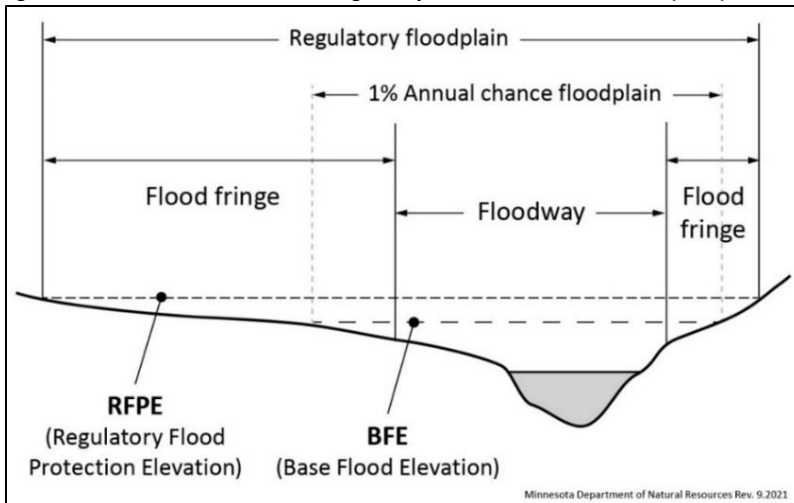 Regulatory floodplain
1% Annual chance floodplain
Flood fringe
Floodway
Flood
fringe
RFPE
(Regulatory Flood
Protection Elevation)
BFE
(Base Flood Elevation)
Minnesota Department of Natural Resources Rev. 9.2021